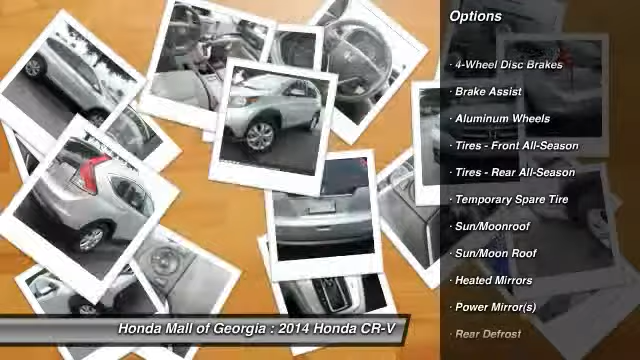 Options
· 4-Wheel Disc Brakes
· Brake Assist
· Aluminum Wheels
· Tires - Front All-Season
· Tires - Rear All-Season
· Temporary Spare Tire
· Sun/Moonroof
· Sun/Moon Roof
· Heated Mirrors
· Power Mirror(s)
· Rear Defrost
Honda Mall of Georgia : 2014 Honda CR-V